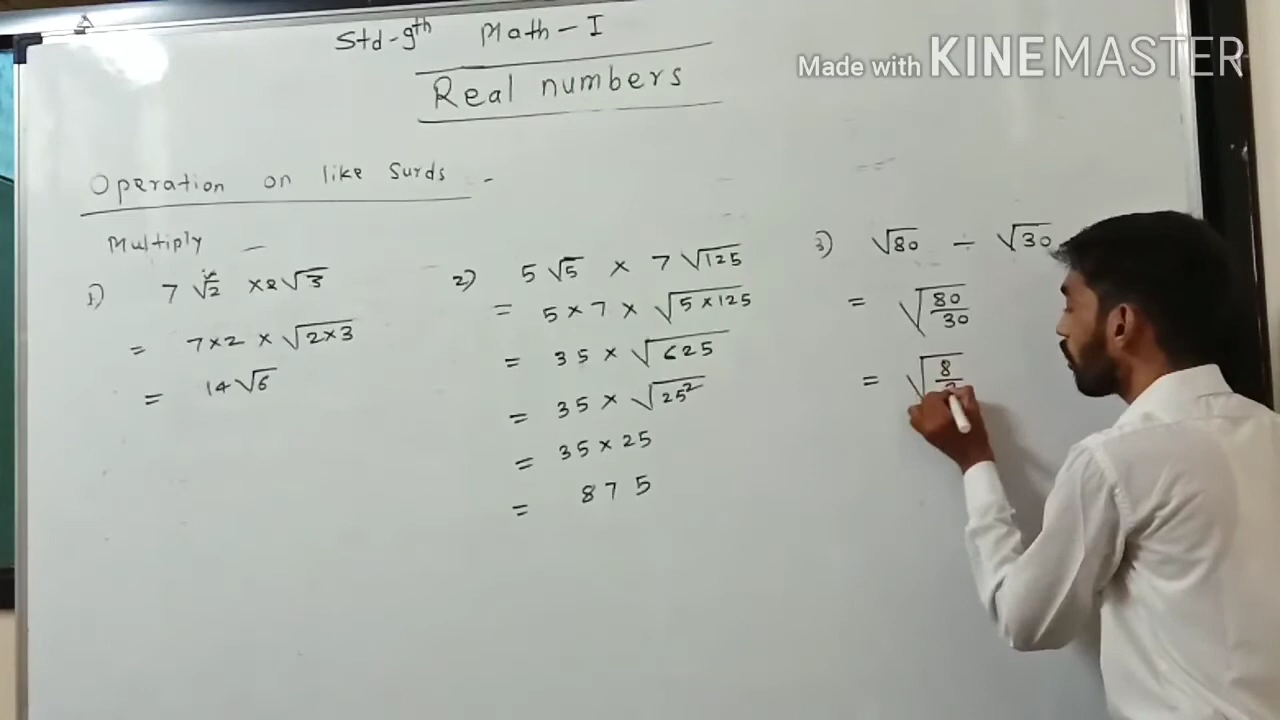 Std-9th Math-I
Made with KINEMASTER
Real numbers
Operation on like Surds -
Multiply -
1) 7 √2 × 2√3
= 7×2 × √2×3
= 14√6
2) 5 √5 × 7 √125
= 5×7 × √5×125
= 35 × √625
= 35 × √25²
= 35×25
= 875
3) √80 ÷ √30
= √80/30
= √8/